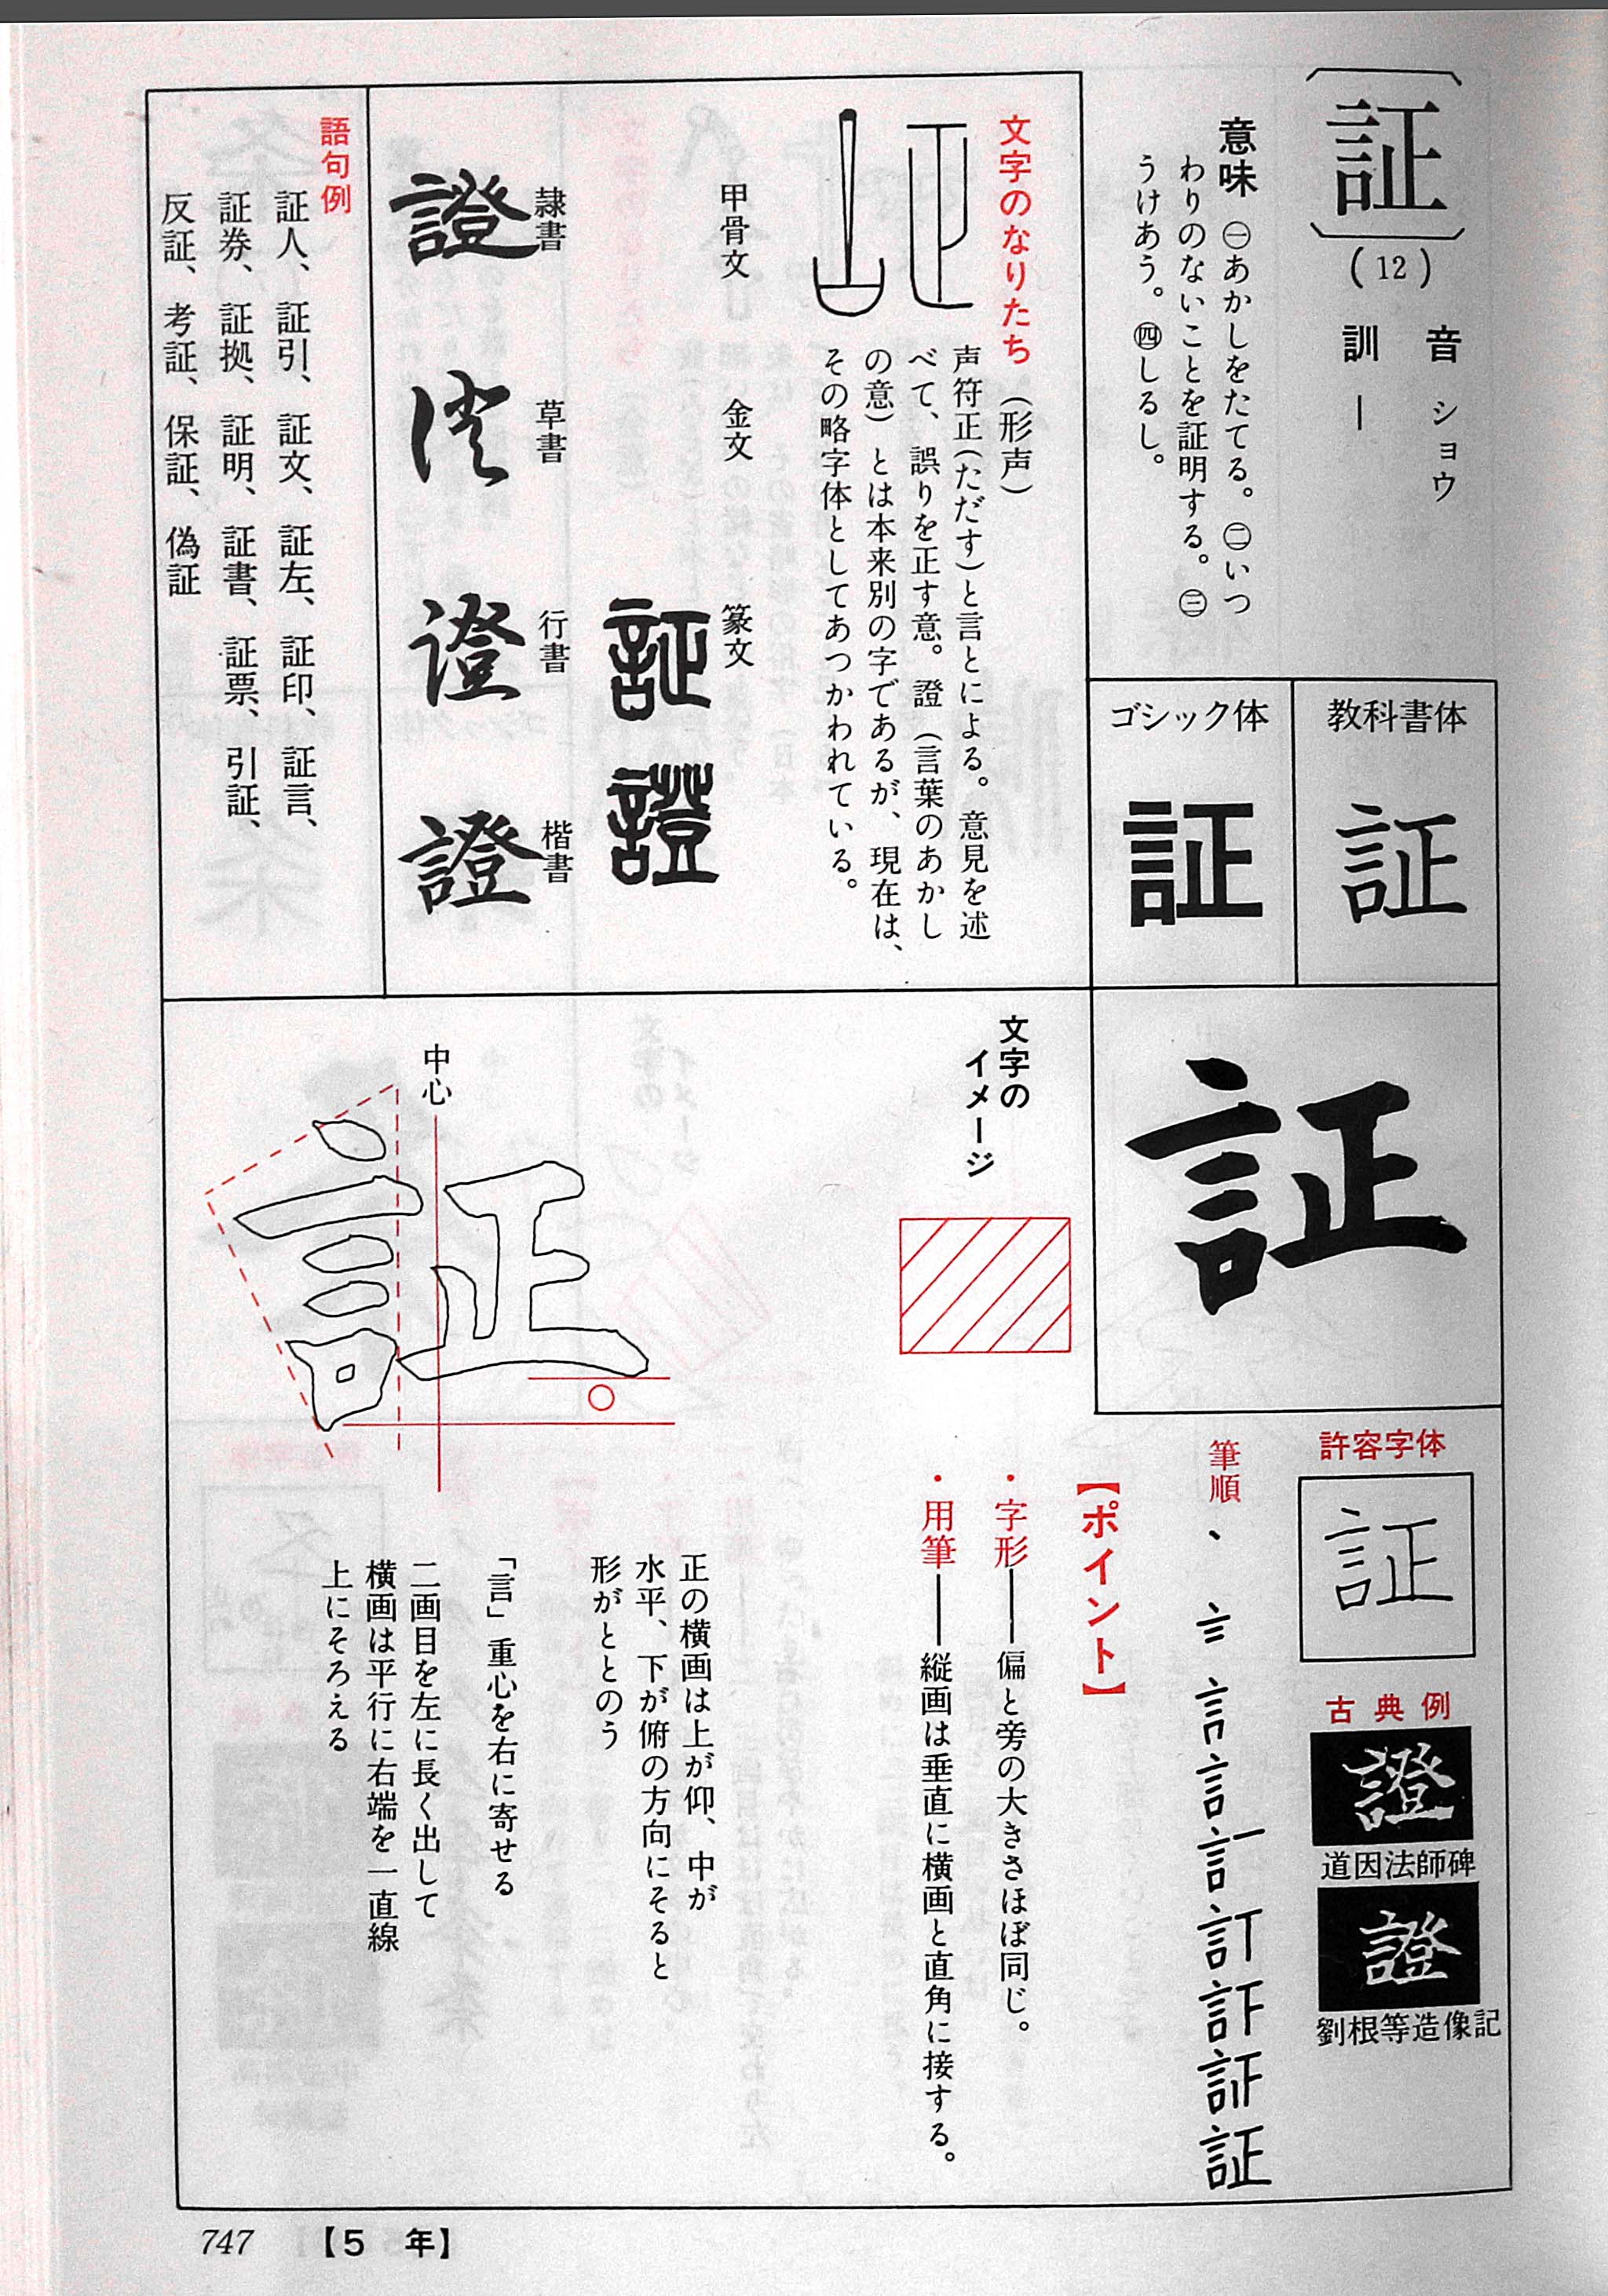 〔証〕
(12)
音 ショウ
訓 ―
意味 ㊀あかしをたてる。㊁いつ
わりのないことを証明する。㊂
うけあう。㊃しるし。
教科書体
証
ゴシック体
証
文字のなりたち
(形声)
声符正(ただす)と言とによる。意見を述
べて、誤りを正す意。證(言葉のあかし
の意)とは本来別の字であるが、現在は、
その略字体としてあつかわれている。
甲骨文
金文
篆文
証
證
隷書
證
草書
行書
證
楷書
證
語句例
証人、証引、証文、証左、証印、証言、
証券、証拠、証明、証書、証票、引証、
反証、考証、保証、偽証
証
文字の
イメージ
中心
証
許容字体
証
古典例
證
道因法師碑
證
劉根等造像記
筆順
【ポイント】
・字形――偏と旁の大きさほぼ同じ。
・用筆――縦画は垂直に横画と直角に接する。
正の横画は上が仰、中が
水平、下が俯の方向にそると
形がととのう
「言」重心を右に寄せる
二画目を左に長く出して
横画は平行に右端を一直線
上にそろえる
747 【5 年】